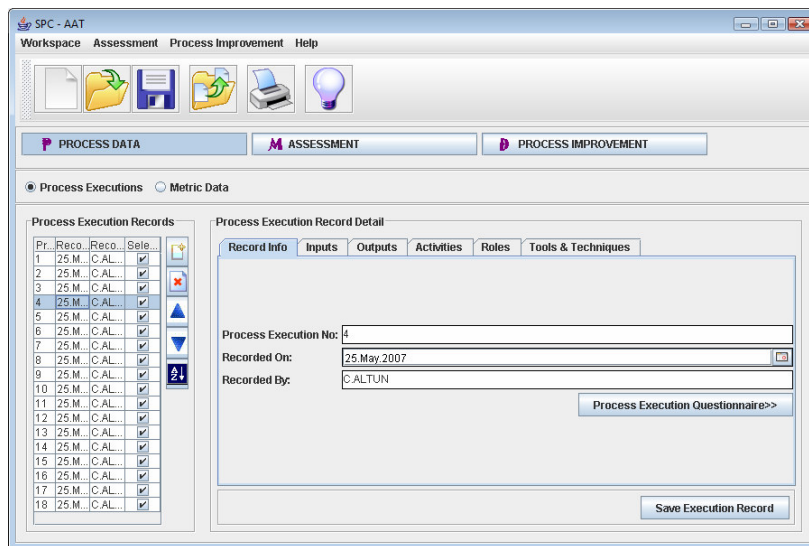 SPC - AAT
Workspace Assessment Process Improvement Help
P PROCESS DATA M ASSESSMENT D PROCESS IMPROVEMENT
Process Executions Metric Data
Process Execution Records Process Execution Record Detail
Pr... Reco... Reco... Sele...
Record Info Inputs Outputs Activities Roles Tools & Techniques
1 25.M... C.AL...
2 25.M... C.AL...
3 25.M... C.AL...
4 25.M... C.AL...
5 25.M... C.AL...
6 25.M... C.AL...
7 25.M... C.AL...
8 25.M... C.AL...
9 25.M... C.AL...
10 25.M... C.AL...
11 25.M... C.AL...
12 25.M... C.AL...
13 25.M... C.AL...
14 25.M... C.AL...
15 25.M... C.AL...
16 25.M... C.AL...
17 25.M... C.AL...
18 25.M... C.AL...
A
Z
Process Execution No: 4
Recorded On: 25.May.2007
Recorded By: C.ALTUN
Process Execution Questionnaire>>
Save Execution Record